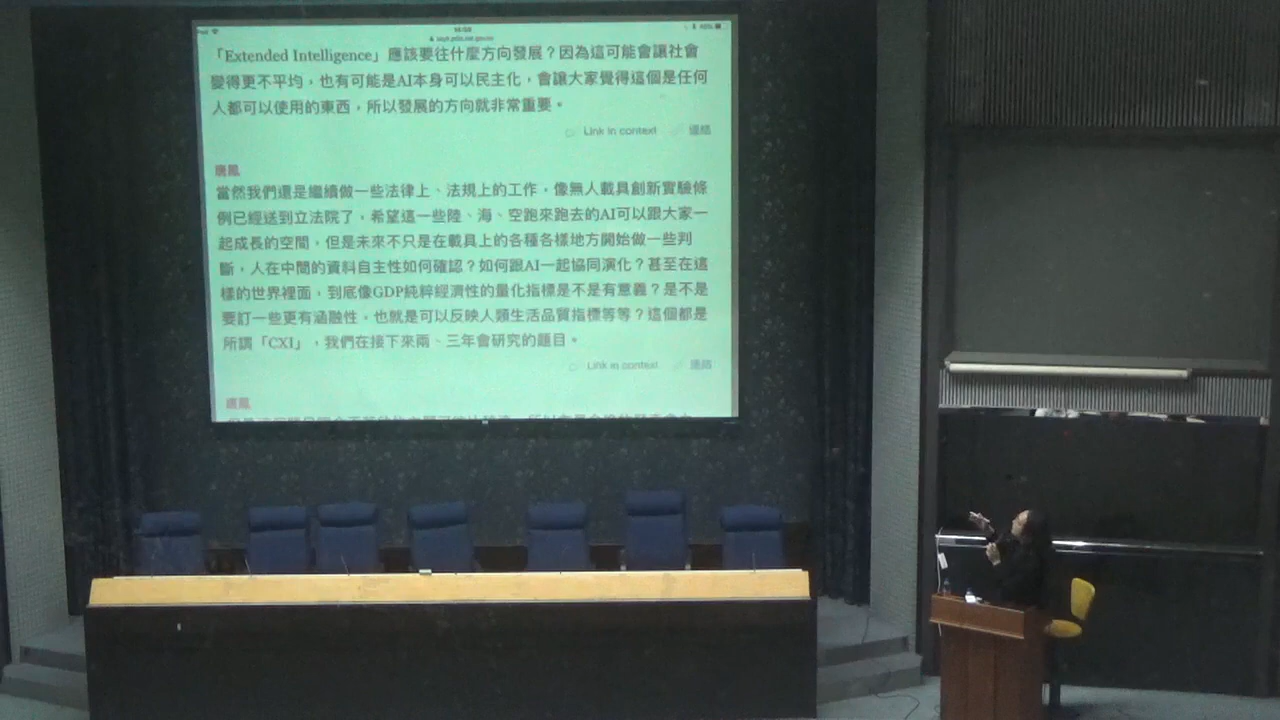 「Extended Intelligence」應該要往什麼方向發展？因為這可能會讓社會
變得更不平均，也有可能是AI本身可以民主化，會讓大家覺得這個是任何
人都可以使用的東西，所以發展的方向就非常重要。
Link in context 連結
唐鳳
當然我們還是繼續做一些法律上、法規上的工作，像無人載具創新實驗條
例已經送到立法院了，希望這一些陸、海、空跑來跑去的AI可以跟大家一
起成長的空間，但是未來不只是在載具上的各種各樣地方開始做一些判
斷，人在中間的資料自主性如何確認？如何跟AI一起協同演化？甚至在這
樣的世界裡面，到底像GDP純粹經濟性的量化指標是不是有意義？是不是
要訂一些更有涵融性，也就是可以反映人類生活品質指標等等？這個都是
所謂「CXI」，我們在接下來兩、三年會研究的題目。
Link in context 連結
唐鳳